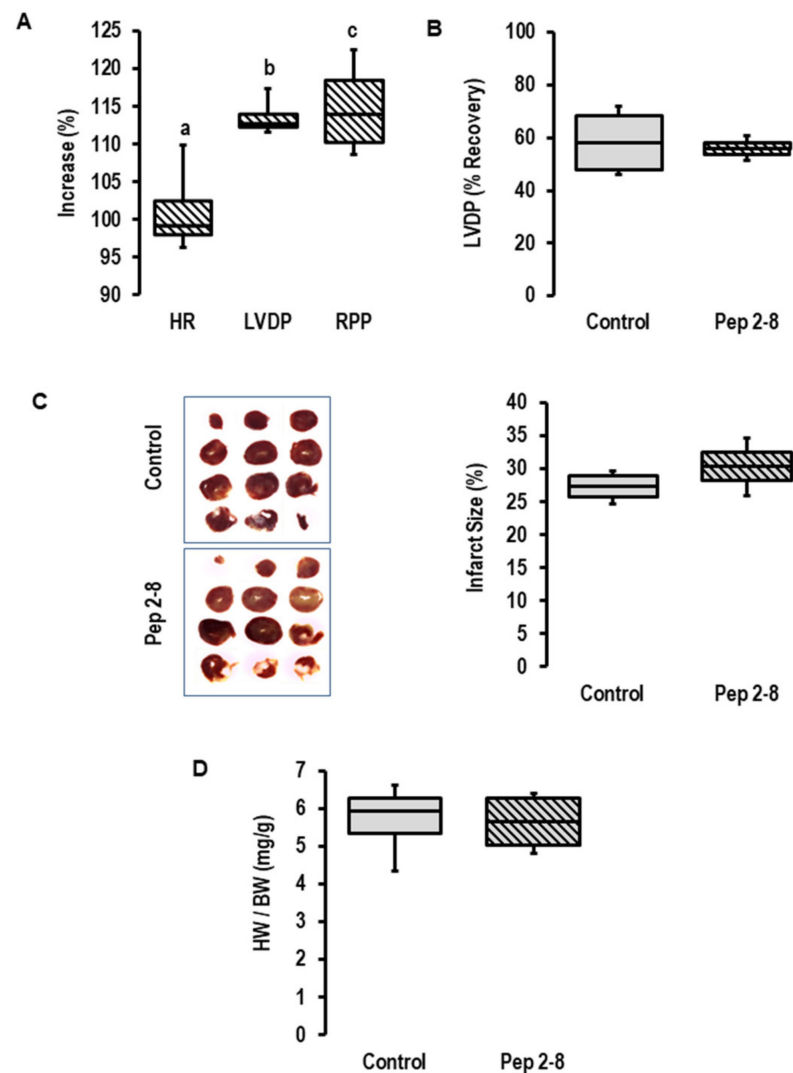 A
Increase (%)
125
120
115
110
105
100
95
90
a
b
c
HR LVDP RPP
B
LVDP (% Recovery)
100
80
60
40
20
0
Control Pep 2-8
C
Control
Pep 2-8
Infarct Size (%)
40
35
30
25
20
15
10
5
0
Control Pep 2-8
D
HW / BW (mg/g)
7
6
5
4
3
2
1
0
Control Pep 2-8